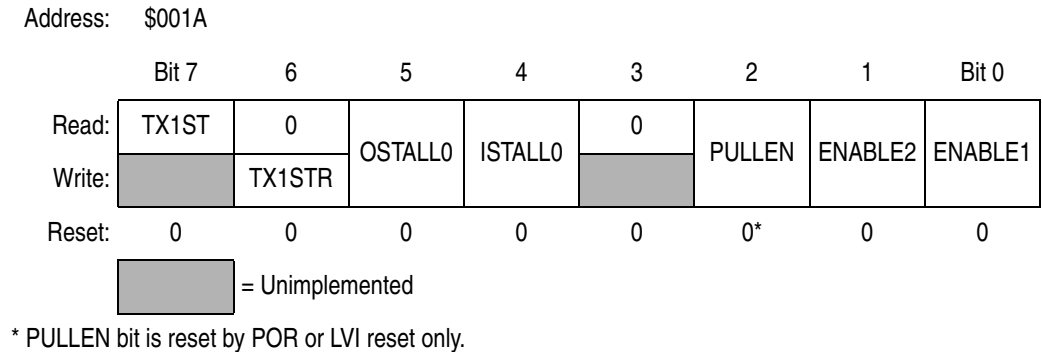 Address: $001A
Bit 7 6 5 4 3 2 1 Bit 0
Read: TX1ST 0 OSTALL0 ISTALL0 0 PULLEN ENABLE2 ENABLE1
Write: TX1STR
Reset: 0 0 0 0 0 0* 0 0
= Unimplemented
* PULLEN bit is reset by POR or LVI reset only.